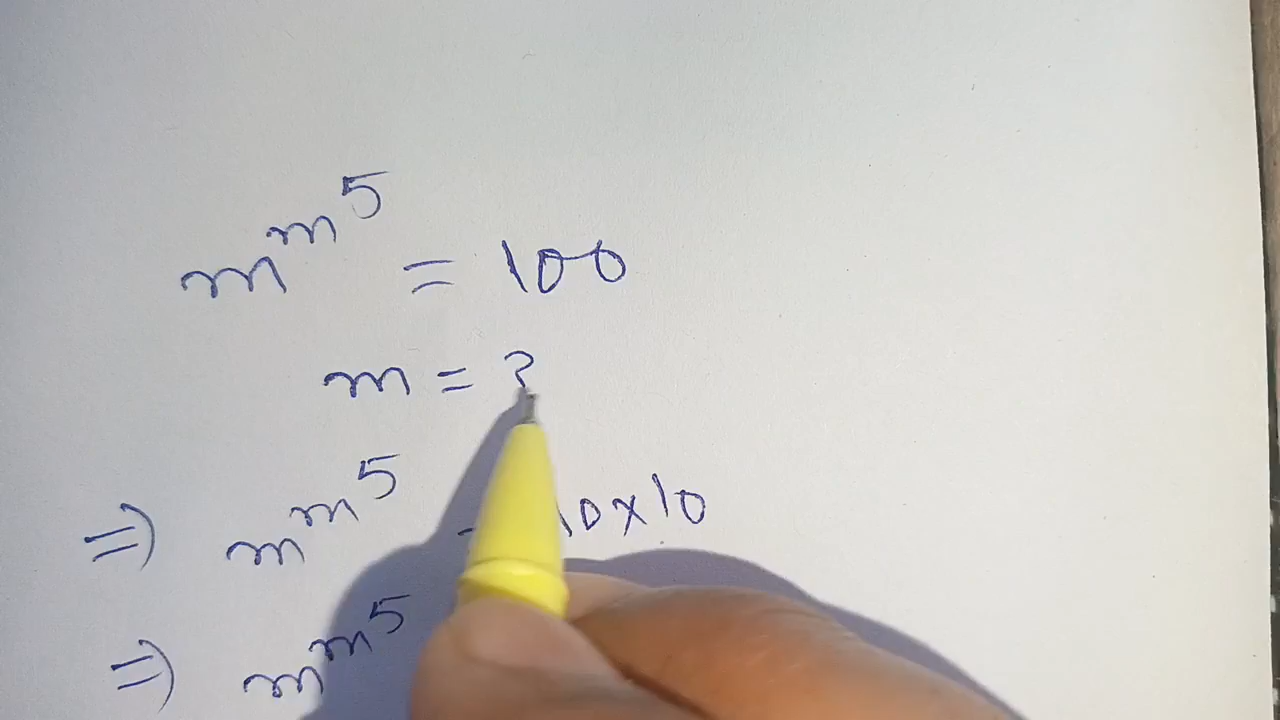 m^m^5 = 100
m = ?
⇒ m^m^5 = 10×10
⇒ m^m^5